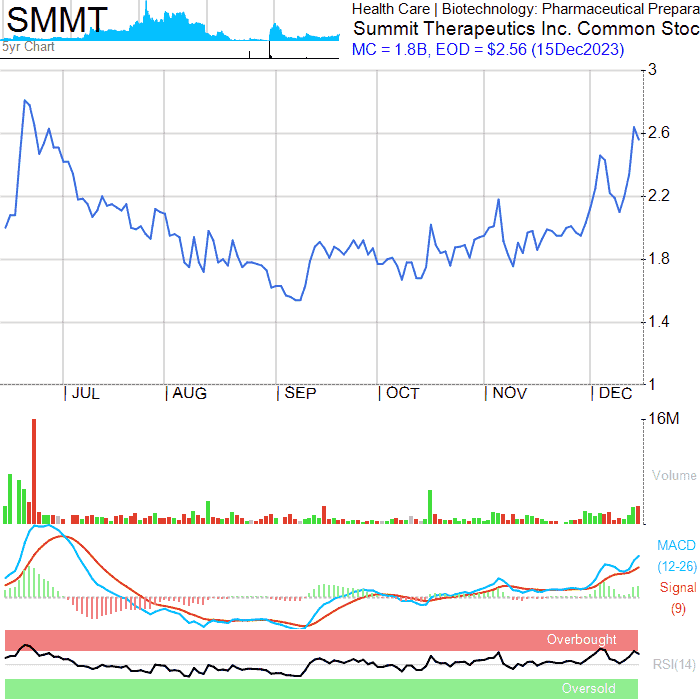 SMMT
5yr Chart
Health Care | Biotechnology: Pharmaceutical Prepara
Summit Therapeutics Inc. Common Stoc
MC = 1.8B, EOD = $2.56 (15Dec2023)
3
2.6
2.2
1.8
1.4
1
JUL
AUG
SEP
OCT
NOV
DEC
16M
Volume
MACD
(12-26)
Signal
(9)
Overbought
RSI(14)
Oversold